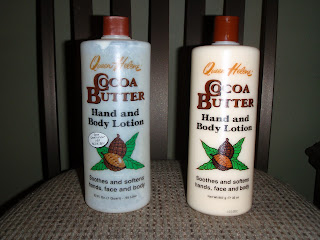 Queen Helene
COCOA
BUTTER
Hand and
Body Lotion
Soothes and softens
hands, face and body
Queen Helene
COCOA
BUTTER
Hand and
Body Lotion
Soothes and softens
hands, face and body